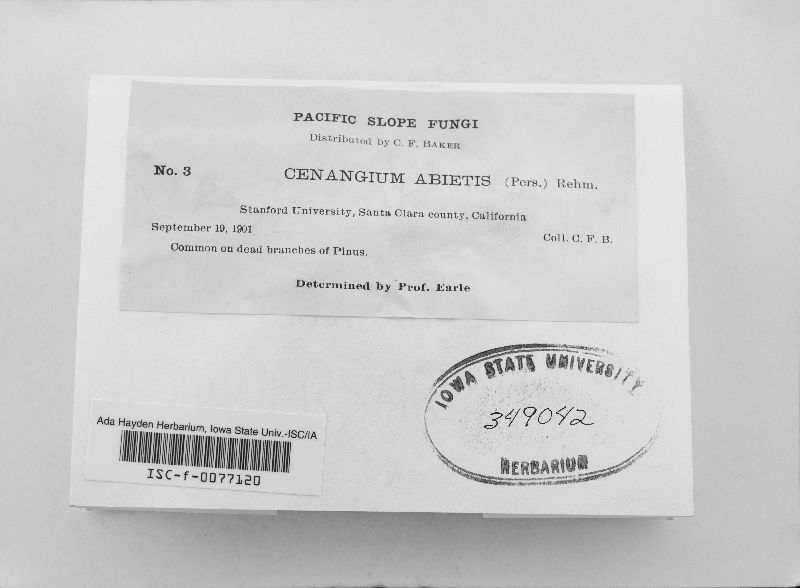 PACIFIC SLOPE FUNGI
Distributed by C. F. BAKER
No. 3 CENANGIUM ABIETIS (Pers.) Rehm.
Stanford University, Santa Clara county, California
September 19, 1901 Coll. C. F. B.
Common on dead branches of Pinus.
Determined by Prof. Earle
IOWA STATE UNIVERSITY
349042
HERBARIUM
Ada Hayden Herbarium, Iowa State Univ.-ISC/IA
ISC-f-0077120